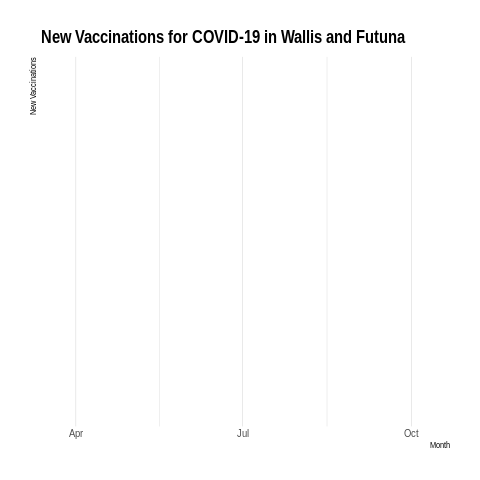 New Vaccinations for COVID-19 in Wallis and Futuna
New Vaccinations
Apr Jul Oct
Month